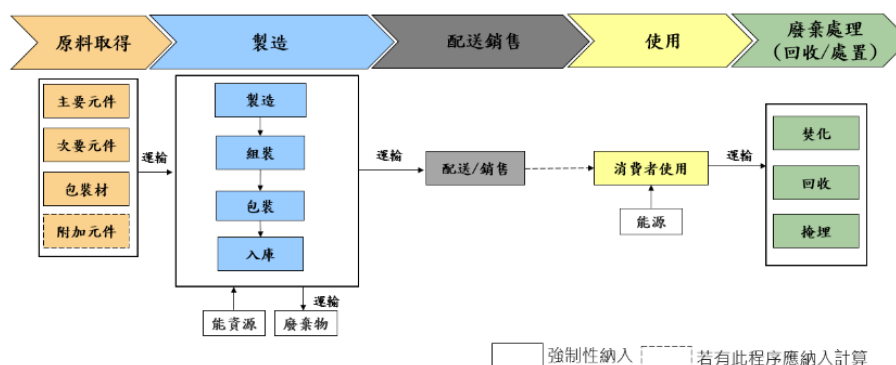 原料取得
製造
配送銷售
使用
廢棄處理
(回收/處置)
主要元件
次要元件
包裝材
附加元件
運輸
製造
組裝
包裝
入庫
運輸
配送/銷售
消費者使用
運輸
能源
焚化
回收
掩埋
能資源
運輸
廢棄物
強制性納入
若有此程序應納入計算